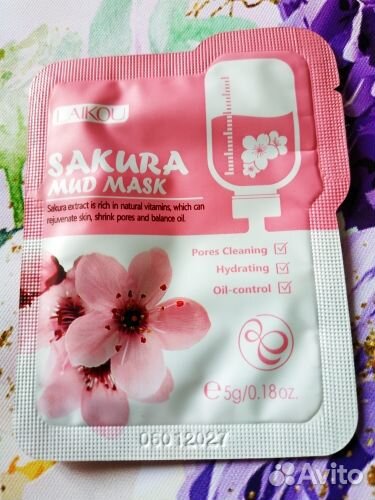 LAIKOU
SAKURA
MUD MASK
Sakura extract is rich in natural vitamins, which can
rejuvenate skin, shrink pores and balance oil.
Pores Cleaning ☑
Hydrating ☑
Oil-control ☑
℮5g/0.18oz.
05012027
Avito